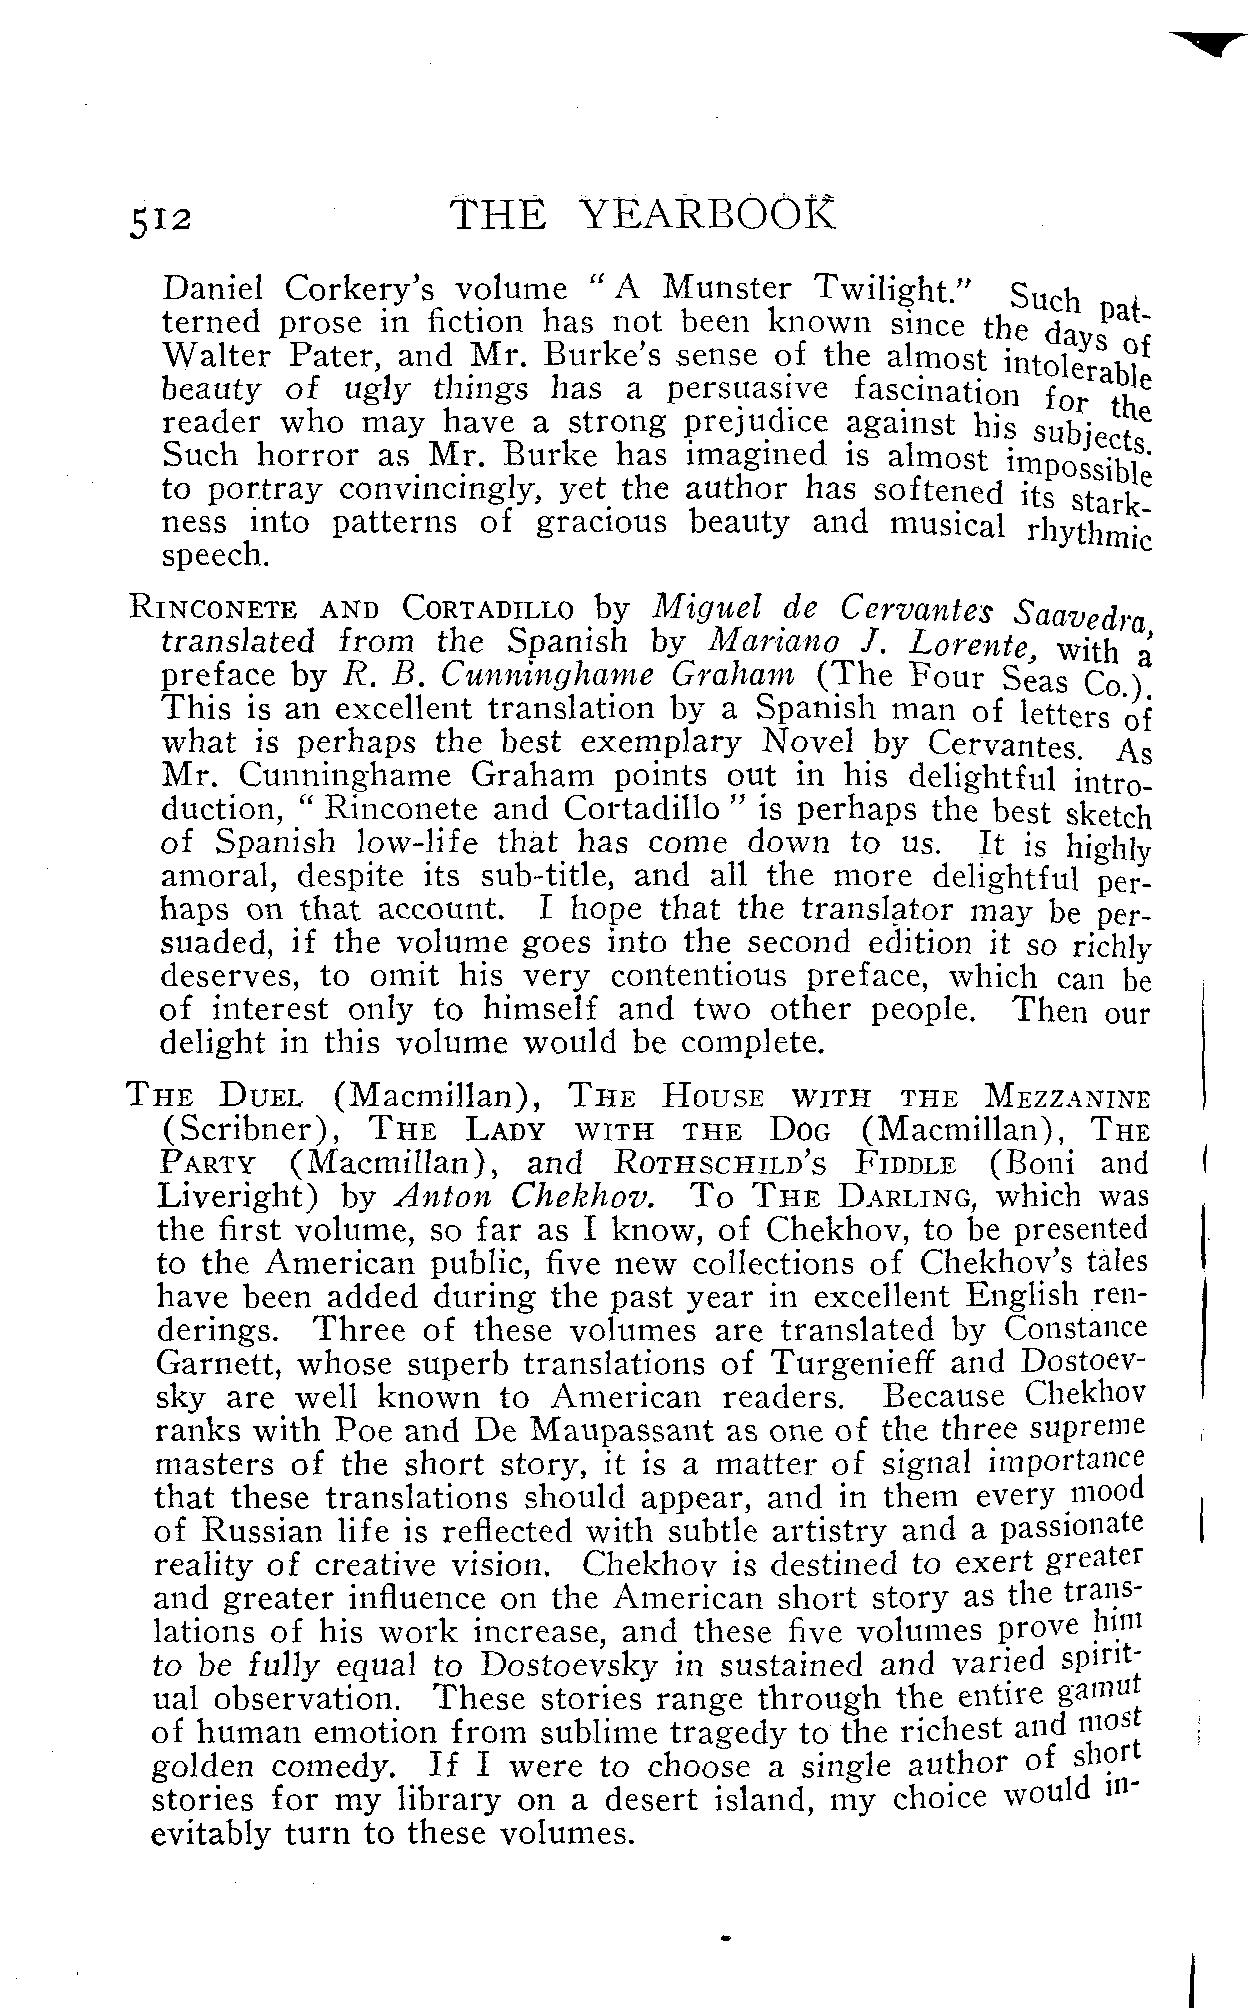 512 THE YEARBOOK
Daniel Corkery's volume "A Munster Twilight." Such pat-
terned prose in fiction has not been known since the days of
Walter Pater, and Mr. Burke's sense of the almost intolerable
beauty of ugly things has a persuasive fascination for the
reader who may have a strong prejudice against his subjects.
Such horror as Mr. Burke has imagined is almost impossible
to portray convincingly, yet the author has softened its stark-
ness into patterns of gracious beauty and musical rhythmic
speech.
RINCONETE AND CORTADILLO by Miguel de Cervantes Saavedra,
translated from the Spanish by Mariano J. Lorente, with a
preface by R. B. Cunninghame Graham (The Four Seas Co.).
This is an excellent translation by a Spanish man of letters of
what is perhaps the best exemplary Novel by Cervantes. As
Mr. Cunninghame Graham points out in his delightful intro-
duction, "Rinconete and Cortadillo" is perhaps the best sketch
of Spanish low-life that has come down to us. It is highly
amoral, despite its sub-title, and all the more delightful per-
haps on that account. I hope that the translator may be per-
suaded, if the volume goes into the second edition it so richly
deserves, to omit his very contentious preface, which can be
of interest only to himself and two other people. Then our
delight in this volume would be complete.
THE DUEL (Macmillan), THE HOUSE WITH THE MEZZANINE
(Scribner), THE LADY WITH THE DOG (Macmillan), THE
PARTY (Macmillan), and ROTHSCHILD'S FIDDLE (Boni and
Liveright) by Anton Chekhov. To THE DARLING, which was
the first volume, so far as I know, of Chekhov, to be presented
to the American public, five new collections of Chekhov's tales
have been added during the past year in excellent English ren-
derings. Three of these volumes are translated by Constance
Garnett, whose superb translations of Turgenieff and Dostoev-
sky are well known to American readers. Because Chekhov
ranks with Poe and De Maupassant as one of the three supreme
masters of the short story, it is a matter of signal importance
that these translations should appear, and in them every mood
of Russian life is reflected with subtle artistry and a passionate
reality of creative vision. Chekhov is destined to exert greater
and greater influence on the American short story as the trans-
lations of his work increase, and these five volumes prove him
to be fully equal to Dostoevsky in sustained and varied spirit-
ual observation. These stories range through the entire gamut
of human emotion from sublime tragedy to the richest and most
golden comedy. If I were to choose a single author of short
stories for my library on a desert island, my choice would in-
evitably turn to these volumes.